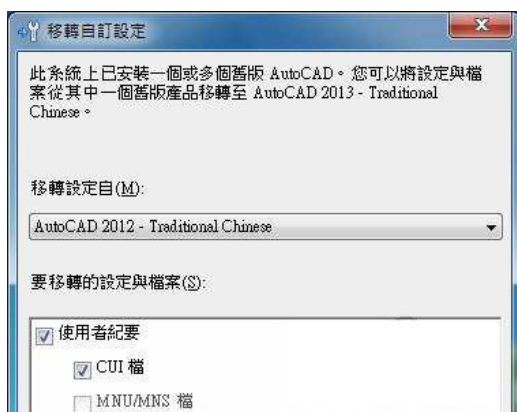 移轉自訂設定
此系統上已安裝一個或多個舊版 AutoCAD。您可以將設定與檔
案從其中一個舊版產品移轉至 AutoCAD 2013 - Traditional
Chinese。
移轉設定自(M):
AutoCAD 2012 - Traditional Chinese
要移轉的設定與檔案(S):
使用者紀要
CUI 檔
MNU/MNS 檔